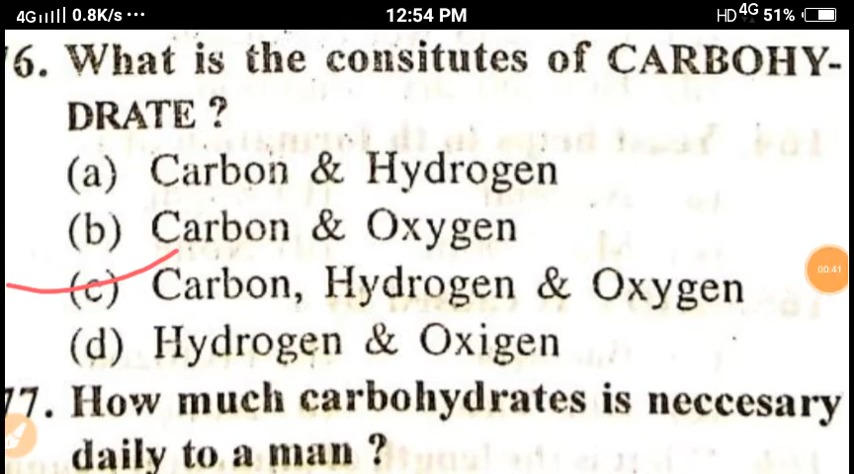 4G 0.8K/s ... 12:54 PM HD 4G 51%
6. What is the consitutes of CARBOHY-
DRATE ?
(a) Carbon & Hydrogen
(b) Carbon & Oxygen
(c) Carbon, Hydrogen & Oxygen
00:41
(d) Hydrogen & Oxigen
77. How much carbohydrates is neccesary
daily to a man ?